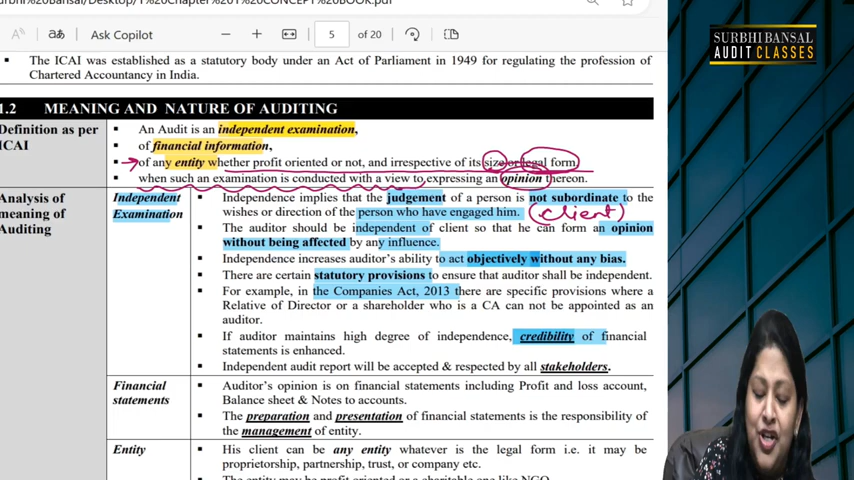 5 of 20
Ask Copilot
SURBHI BANSAL
AUDIT CLASSES
▪ The ICAI was established as a statutory body under an Act of Parliament in 1949 for regulating the profession of
Chartered Accountancy in India.
1.2 MEANING AND NATURE OF AUDITING
Definition as per
ICAI
▪ An Audit is an independent examination,
▪ of financial information,
▪ of any entity whether profit oriented or not, and irrespective of its size or legal form,
▪ when such an examination is conducted with a view to expressing an opinion thereon.
Analysis of
meaning of
Auditing
Independent
Examination
▪ Independence implies that the judgement of a person is not subordinate to the
wishes or direction of the person who have engaged him. (client)
▪ The auditor should be independent of client so that he can form an opinion
without being affected by any influence.
▪ Independence increases auditor's ability to act objectively without any bias.
▪ There are certain statutory provisions to ensure that auditor shall be independent.
▪ For example, in the Companies Act, 2013 there are specific provisions where a
Relative of Director or a shareholder who is a CA can not be appointed as an
auditor.
▪ If auditor maintains high degree of independence, credibility of financial
statements is enhanced.
▪ Independent audit report will be accepted & respected by all stakeholders.
Financial
statements
▪ Auditor's opinion is on financial statements including Profit and loss account,
Balance sheet & Notes to accounts.
▪ The preparation and presentation of financial statements is the responsibility of
the management of entity.
Entity
▪ His client can be any entity whatever is the legal form i.e. it may be
proprietorship, partnership, trust, or company etc.
▪ The entity may be profit oriented or a charitable one like NGO